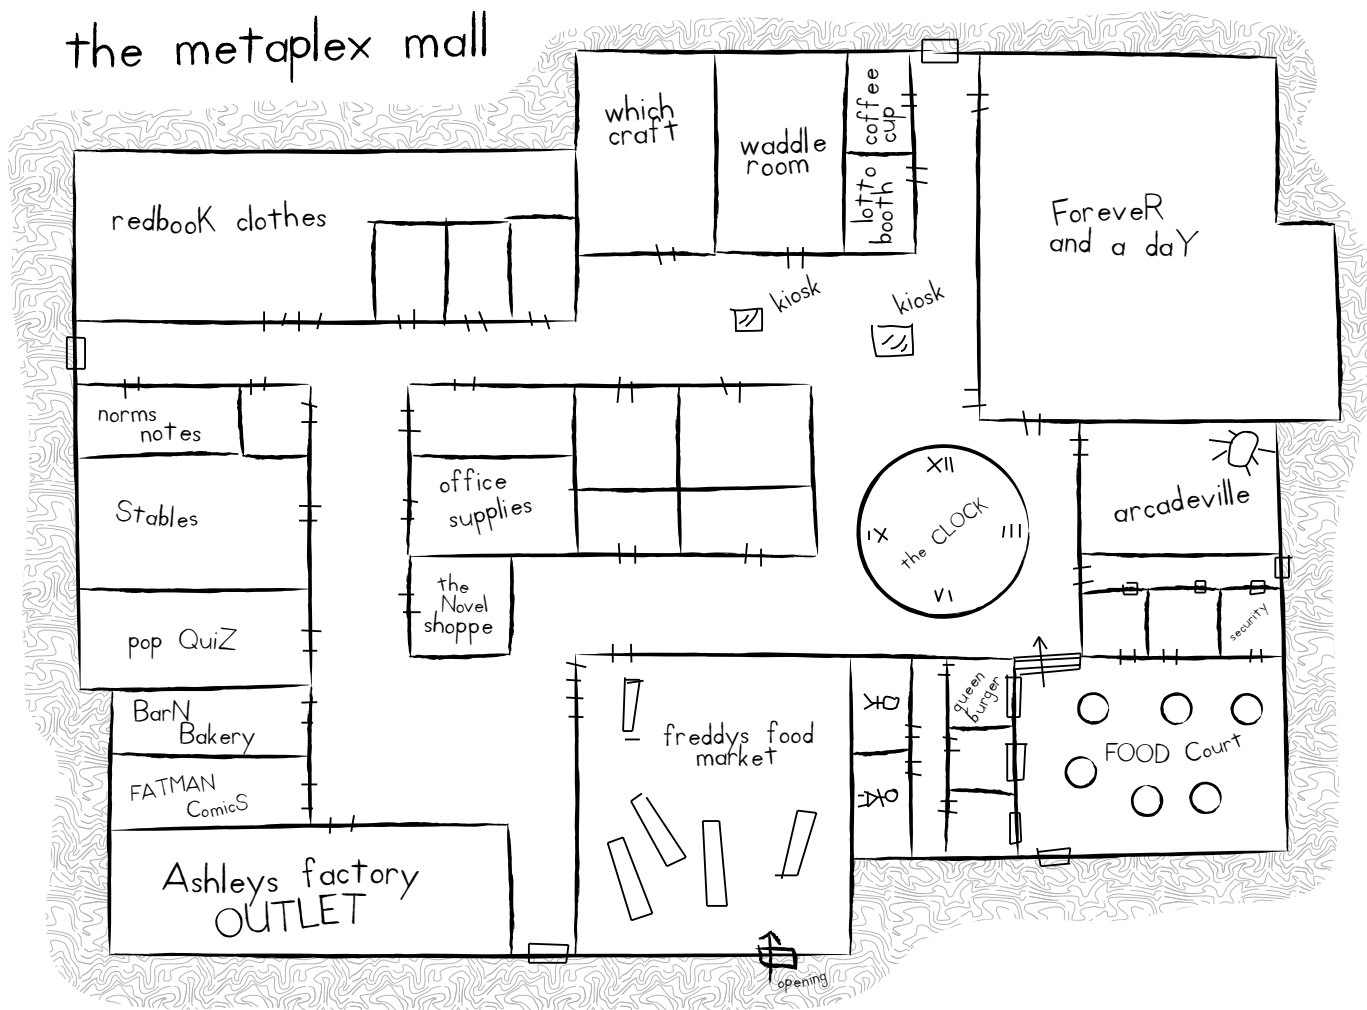 the metaplex mall
which
craft
waddle
room
coffee
cup
lotto
booth
ForeveR
and a daY
redbooK clothes
kiosk
kiosk
norms
notes
Stables
office
supplies
XII
III
VI
IX
the CLOCK
arcadeville
the
Novel
shoppe
security
pop QuiZ
BarN
Bakery
FATMAN
ComicS
freddys food
market
queen
burger
FOOD Court
Ashleys factory
OUTLET
opening